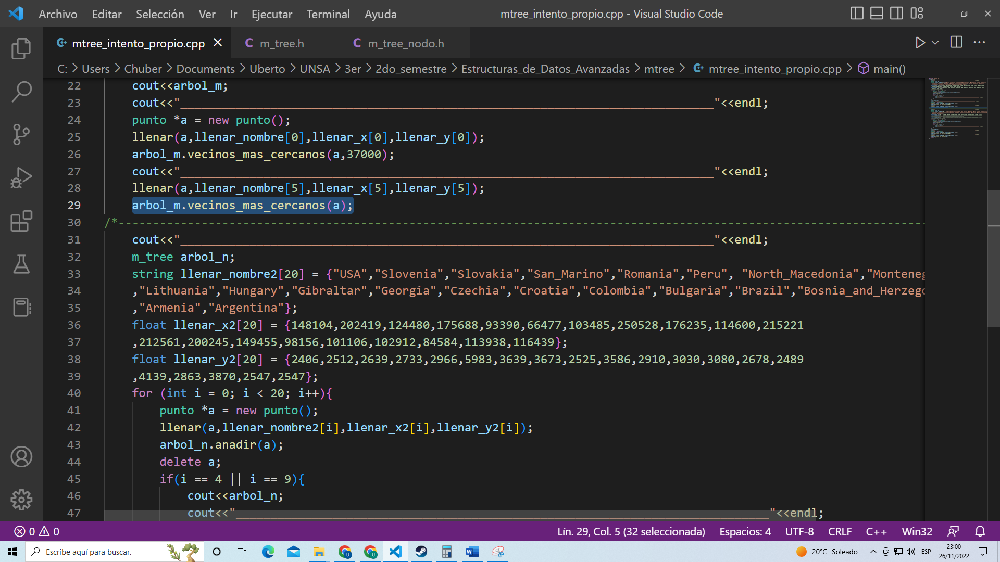 Archivo Editar Selección Ver Ir Ejecutar Terminal Ayuda mtree_intento_propio.cpp - Visual Studio Code
mtree_intento_propio.cpp m_tree.h m_tree_nodo.h
C: > Users > Chuber > Documents > Uberto > UNSA > 3er > 2do_semestre > Estructuras_de_Datos_Avanzadas > mtree > mtree_intento_propio.cpp > main()
22 cout<<arbol_m;
23 cout<<"_____________________________________________________________________________"<<endl;
24 punto *a = new punto();
25 llenar(a,llenar_nombre[0],llenar_x[0],llenar_y[0]);
26 arbol_m.vecinos_mas_cercanos(a,37000);
27 cout<<"_____________________________________________________________________________"<<endl;
28 llenar(a,llenar_nombre[5],llenar_x[5],llenar_y[5]);
29 arbol_m.vecinos_mas_cercanos(a);
30 /*---------------------------------------------------------------------------------------------------------------------
31 cout<<"_____________________________________________________________________________"<<endl;
32 m_tree arbol_n;
33 string llenar_nombre2[20] = {"USA","Slovenia","Slovakia","San_Marino","Romania","Peru", "North_Macedonia","Monteneg
34 ,"Lithuania","Hungary","Gibraltar","Georgia","Czechia","Croatia","Colombia","Bulgaria","Brazil","Bosnia_and_Herzego
35 ,"Armenia","Argentina"};
36 float llenar_x2[20] = {148104,202419,124480,175688,93390,66477,103485,250528,176235,114600,215221
37 ,212561,200245,149455,98156,101106,102912,84584,113938,116439};
38 float llenar_y2[20] = {2406,2512,2639,2733,2966,5983,3639,3673,2525,3586,2910,3030,3080,2678,2489
39 ,4139,2863,3870,2547,2547};
40 for (int i = 0; i < 20; i++){
41 punto *a = new punto();
42 llenar(a,llenar_nombre2[i],llenar_x2[i],llenar_y2[i]);
43 arbol_n.anadir(a);
44 delete a;
45 if(i == 4 || i == 9){
46 cout<<arbol_n;
47 cout<<"_____________________________________________________________________________"<<endl;
0 0 Lín. 29, Col. 5 (32 seleccionada) Espacios: 4 UTF-8 CRLF C++ Win32
Escribe aquí para buscar. 20°C Soleado ESP 23:00
26/11/2022